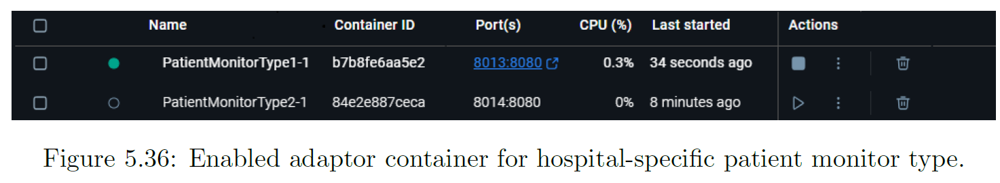 Name Container ID Port(s) CPU (%) Last started Actions
PatientMonitorType1-1 b7b8fe6aa5e2 8013:8080 0.3% 34 seconds ago
PatientMonitorType2-1 84e2e887ceca 8014:8080 0% 8 minutes ago
Figure 5.36: Enabled adaptor container for hospital-specific patient monitor type.